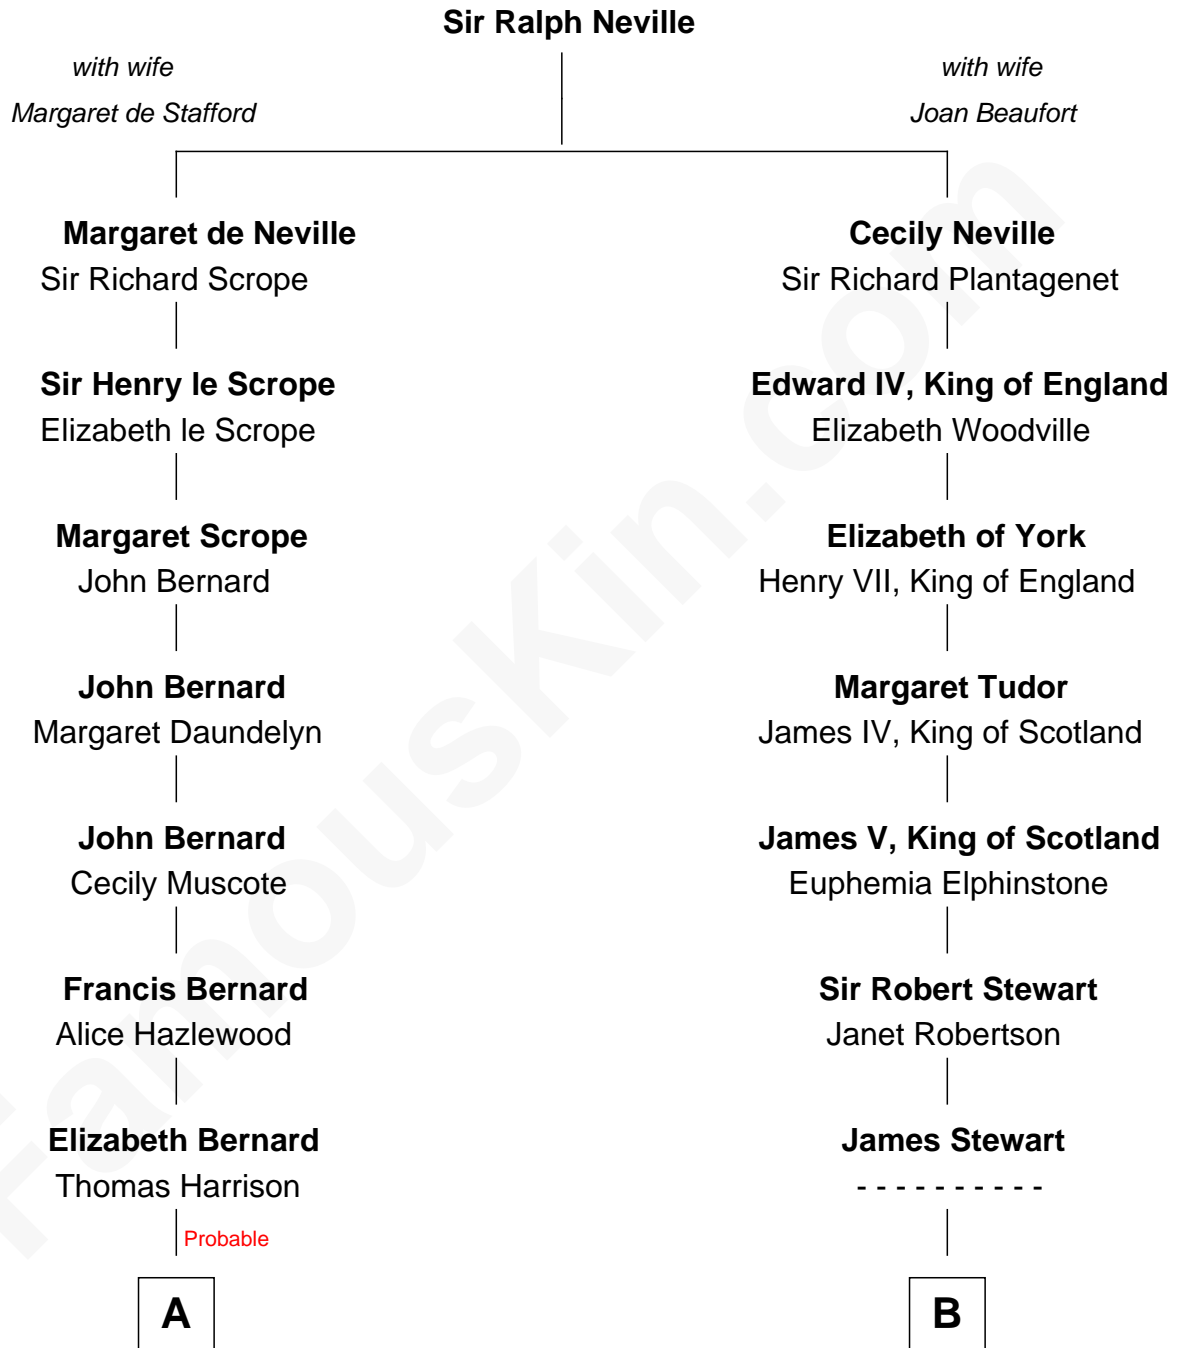 Sir Ralph Neville
with wife
Margaret de Stafford
with wife
Joan Beaufort
Margaret de Neville
Sir Richard Scrope
Cecily Neville
Sir Richard Plantagenet
Sir Henry le Scrope
Elizabeth le Scrope
Edward IV, King of England
Elizabeth Woodville
Margaret Scrope
John Bernard
Elizabeth of York
Henry VII, King of England
John Bernard
Margaret Daundelyn
Margaret Tudor
James IV, King of Scotland
John Bernard
Cecily Muscote
James V, King of Scotland
Euphemia Elphinstone
Francis Bernard
Alice Hazlewood
Sir Robert Stewart
Janet Robertson
Elizabeth Bernard
Thomas Harrison
James Stewart
- - - - - - - - - -
Probable
A
B
FamousKin.com